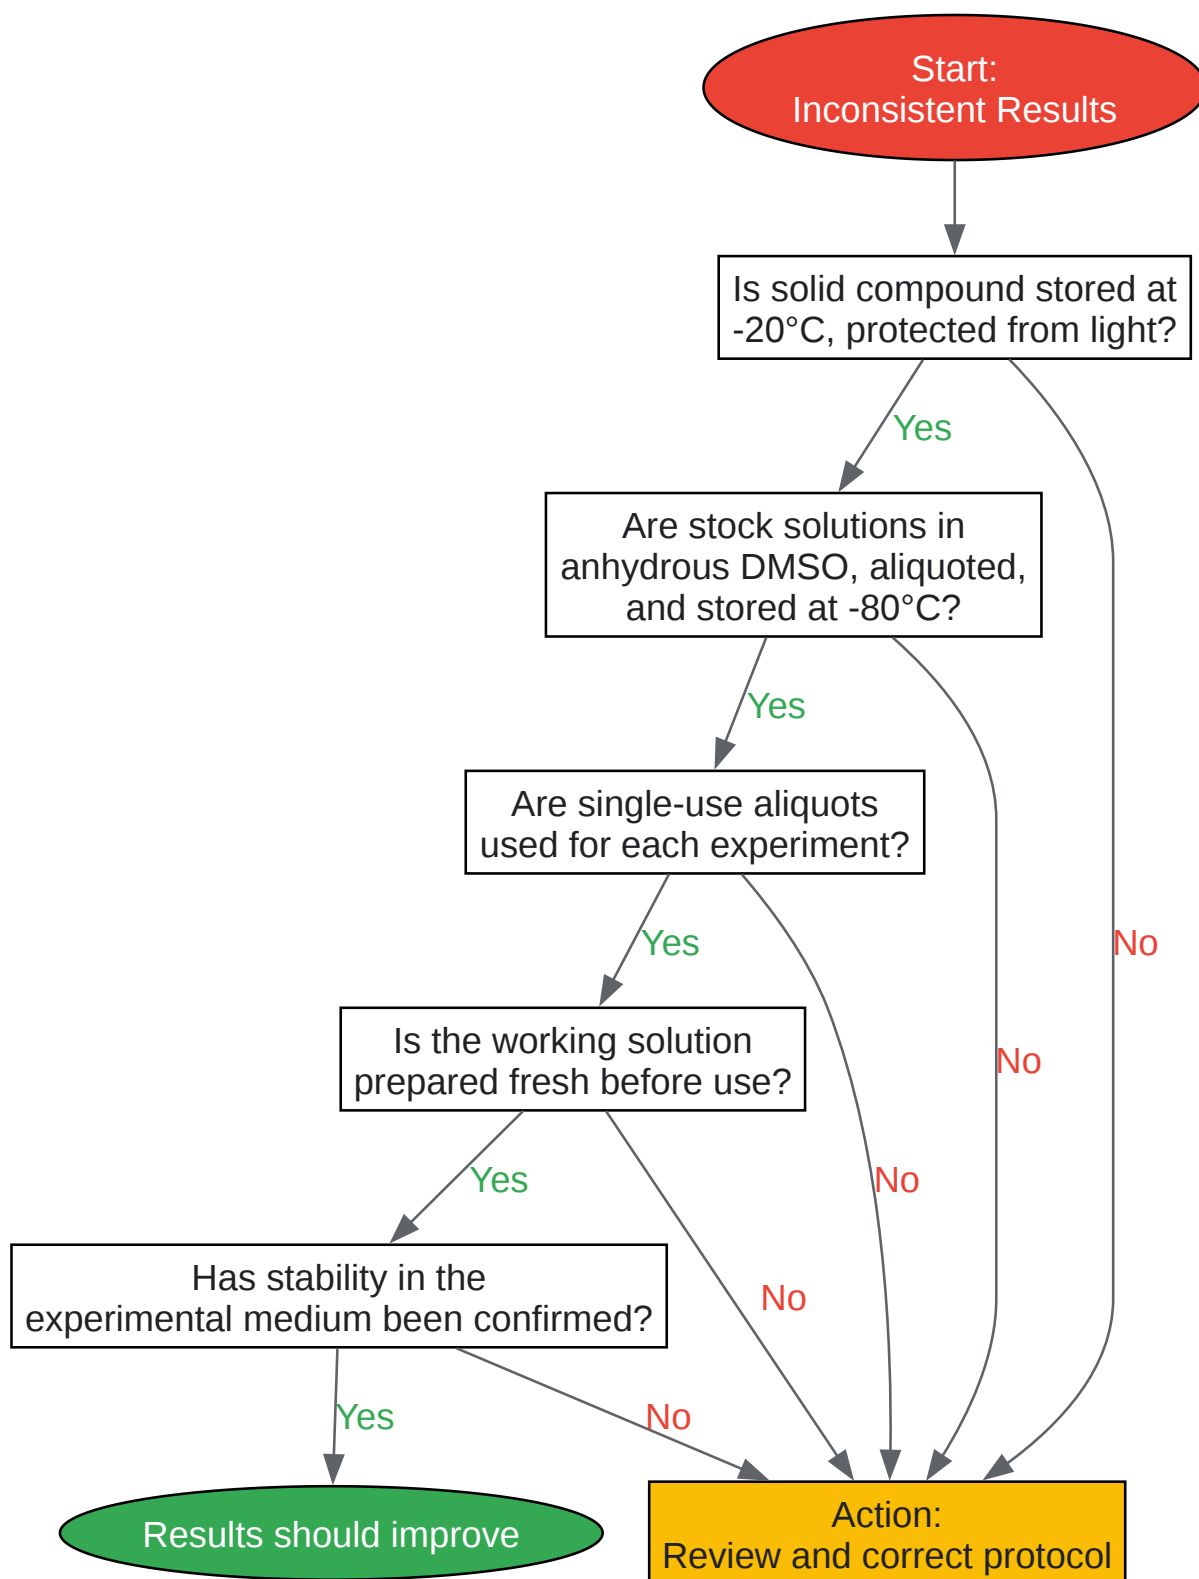 Start:
Inconsistent Results
Is solid compound stored at
-20°C, protected from light?
Yes
Are stock solutions in
anhydrous DMSO, aliquoted,
and stored at -80°C?
Yes
Are single-use aliquots
used for each experiment?
Yes
No
Is the working solution
prepared fresh before use?
No
Yes
No
Has stability in the
experimental medium been confirmed?
No
Yes
No
Results should improve
Action:
Review and correct protocol